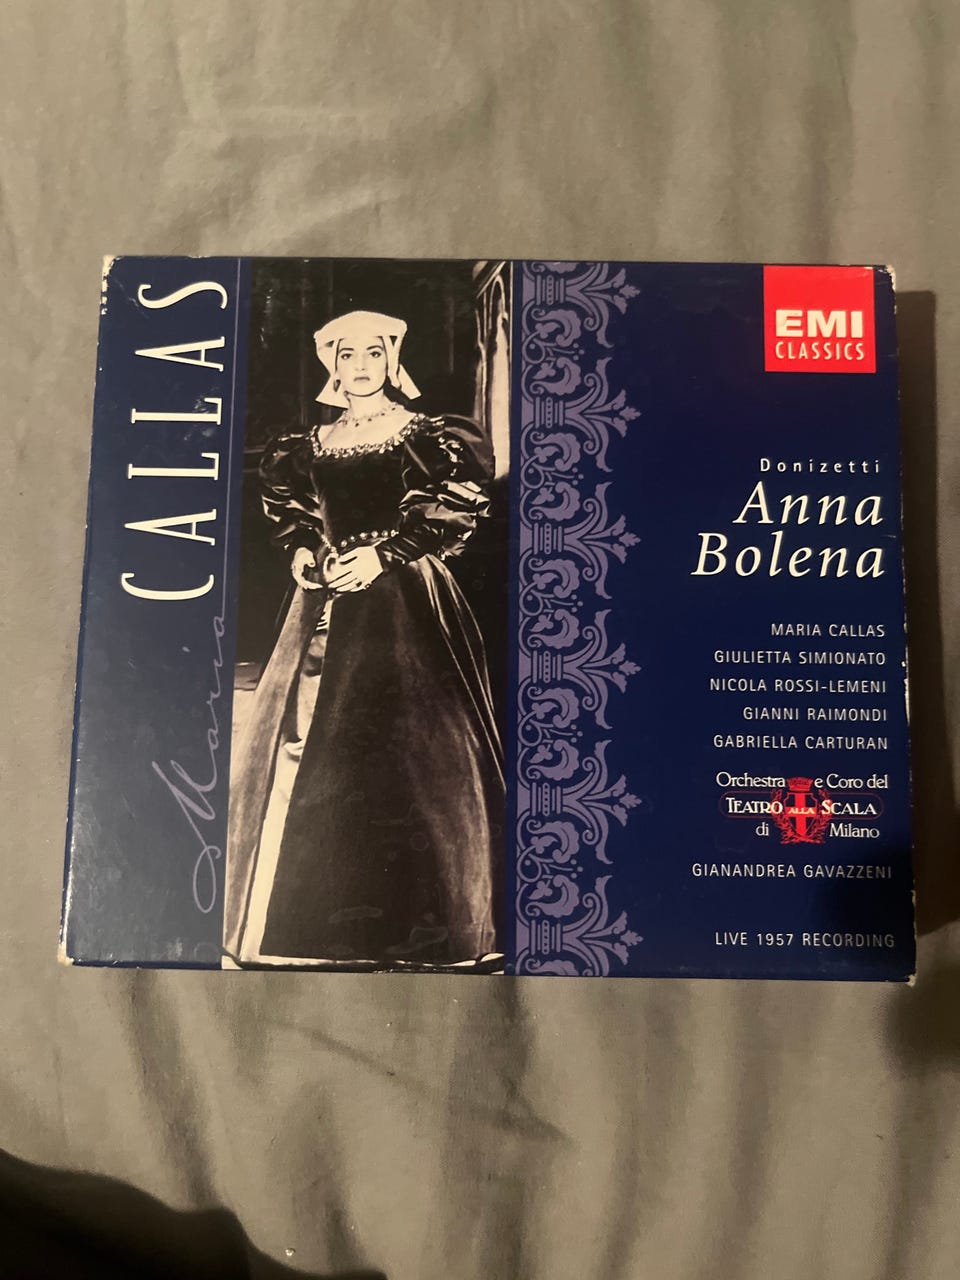 CALLAS
Maria
EMI
CLASSICS
Donizetti
Anna
Bolena
MARIA CALLAS
GIULIETTA SIMIONATO
NICOLA ROSSI-LEMENI
GIANNI RAIMONDI
GABRIELLA CARTURAN
Orchestra e Coro del
TEATRO ALLA SCALA
di Milano
GIANANDREA GAVAZZENI
LIVE 1957 RECORDING